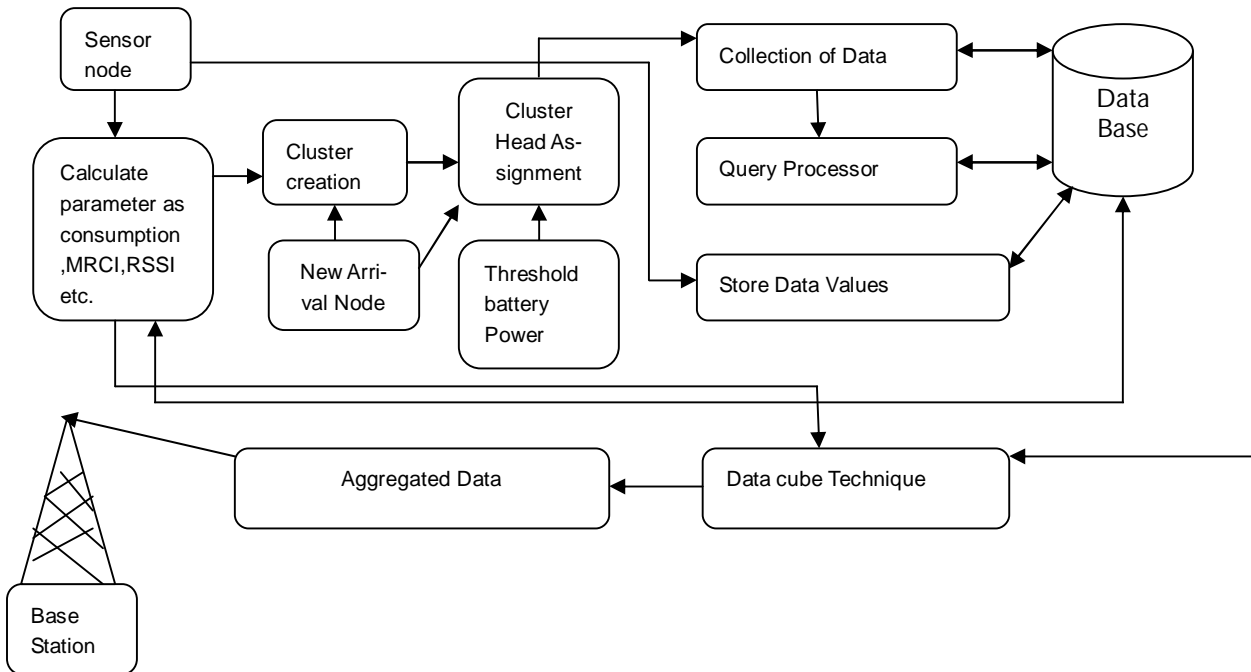 Sensor
node
Collection of Data
Data
Base
Cluster
Head As-
signment
Cluster
creation
Calculate
parameter as
consumption
,MRCI,RSSI
etc.
Query Processor
New Arri-
val Node
Threshold
battery
Power
Store Data Values
Aggregated Data
Data cube Technique
Base
Station